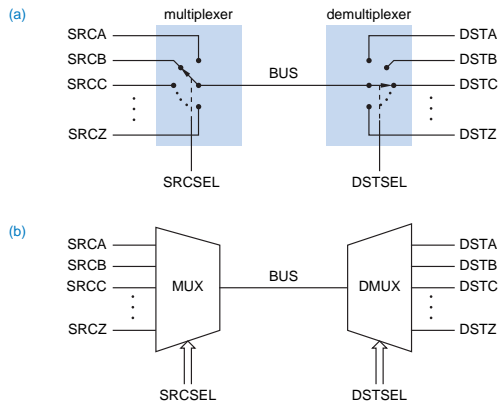 (a)
multiplexer
demultiplexer
SRCA
SRCB
SRCC
SRCZ
BUS
DSTA
DSTB
DSTC
DSTZ
SRCSEL
DSTSEL
(b)
SRCA
SRCB
SRCC
SRCZ
MUX
BUS
DMUX
DSTA
DSTB
DSTC
DSTZ
SRCSEL
DSTSEL